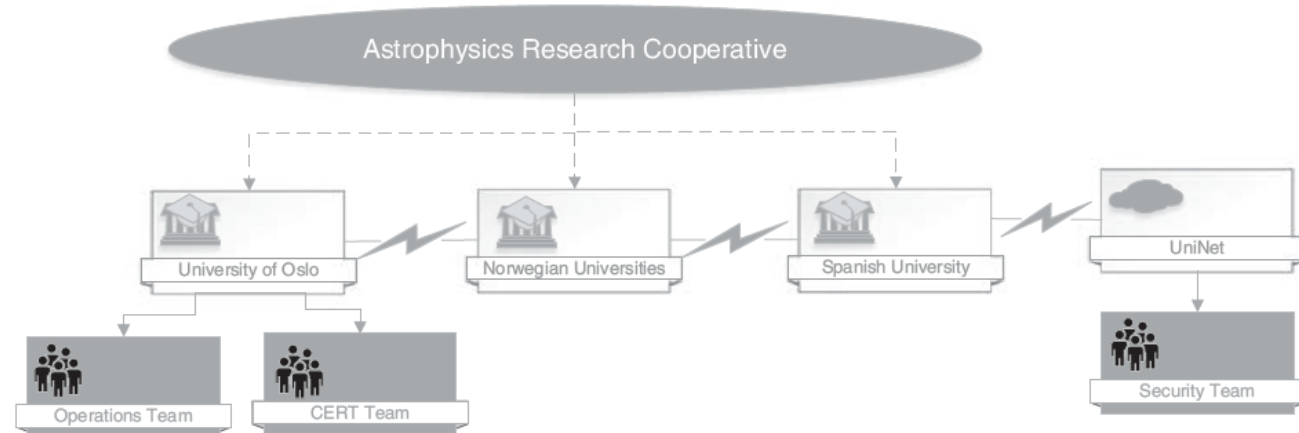 Astrophysics Research Cooperative
University of Oslo
Norwegian Universities
Spanish University
UniNet
Operations Team
CERT Team
Security Team